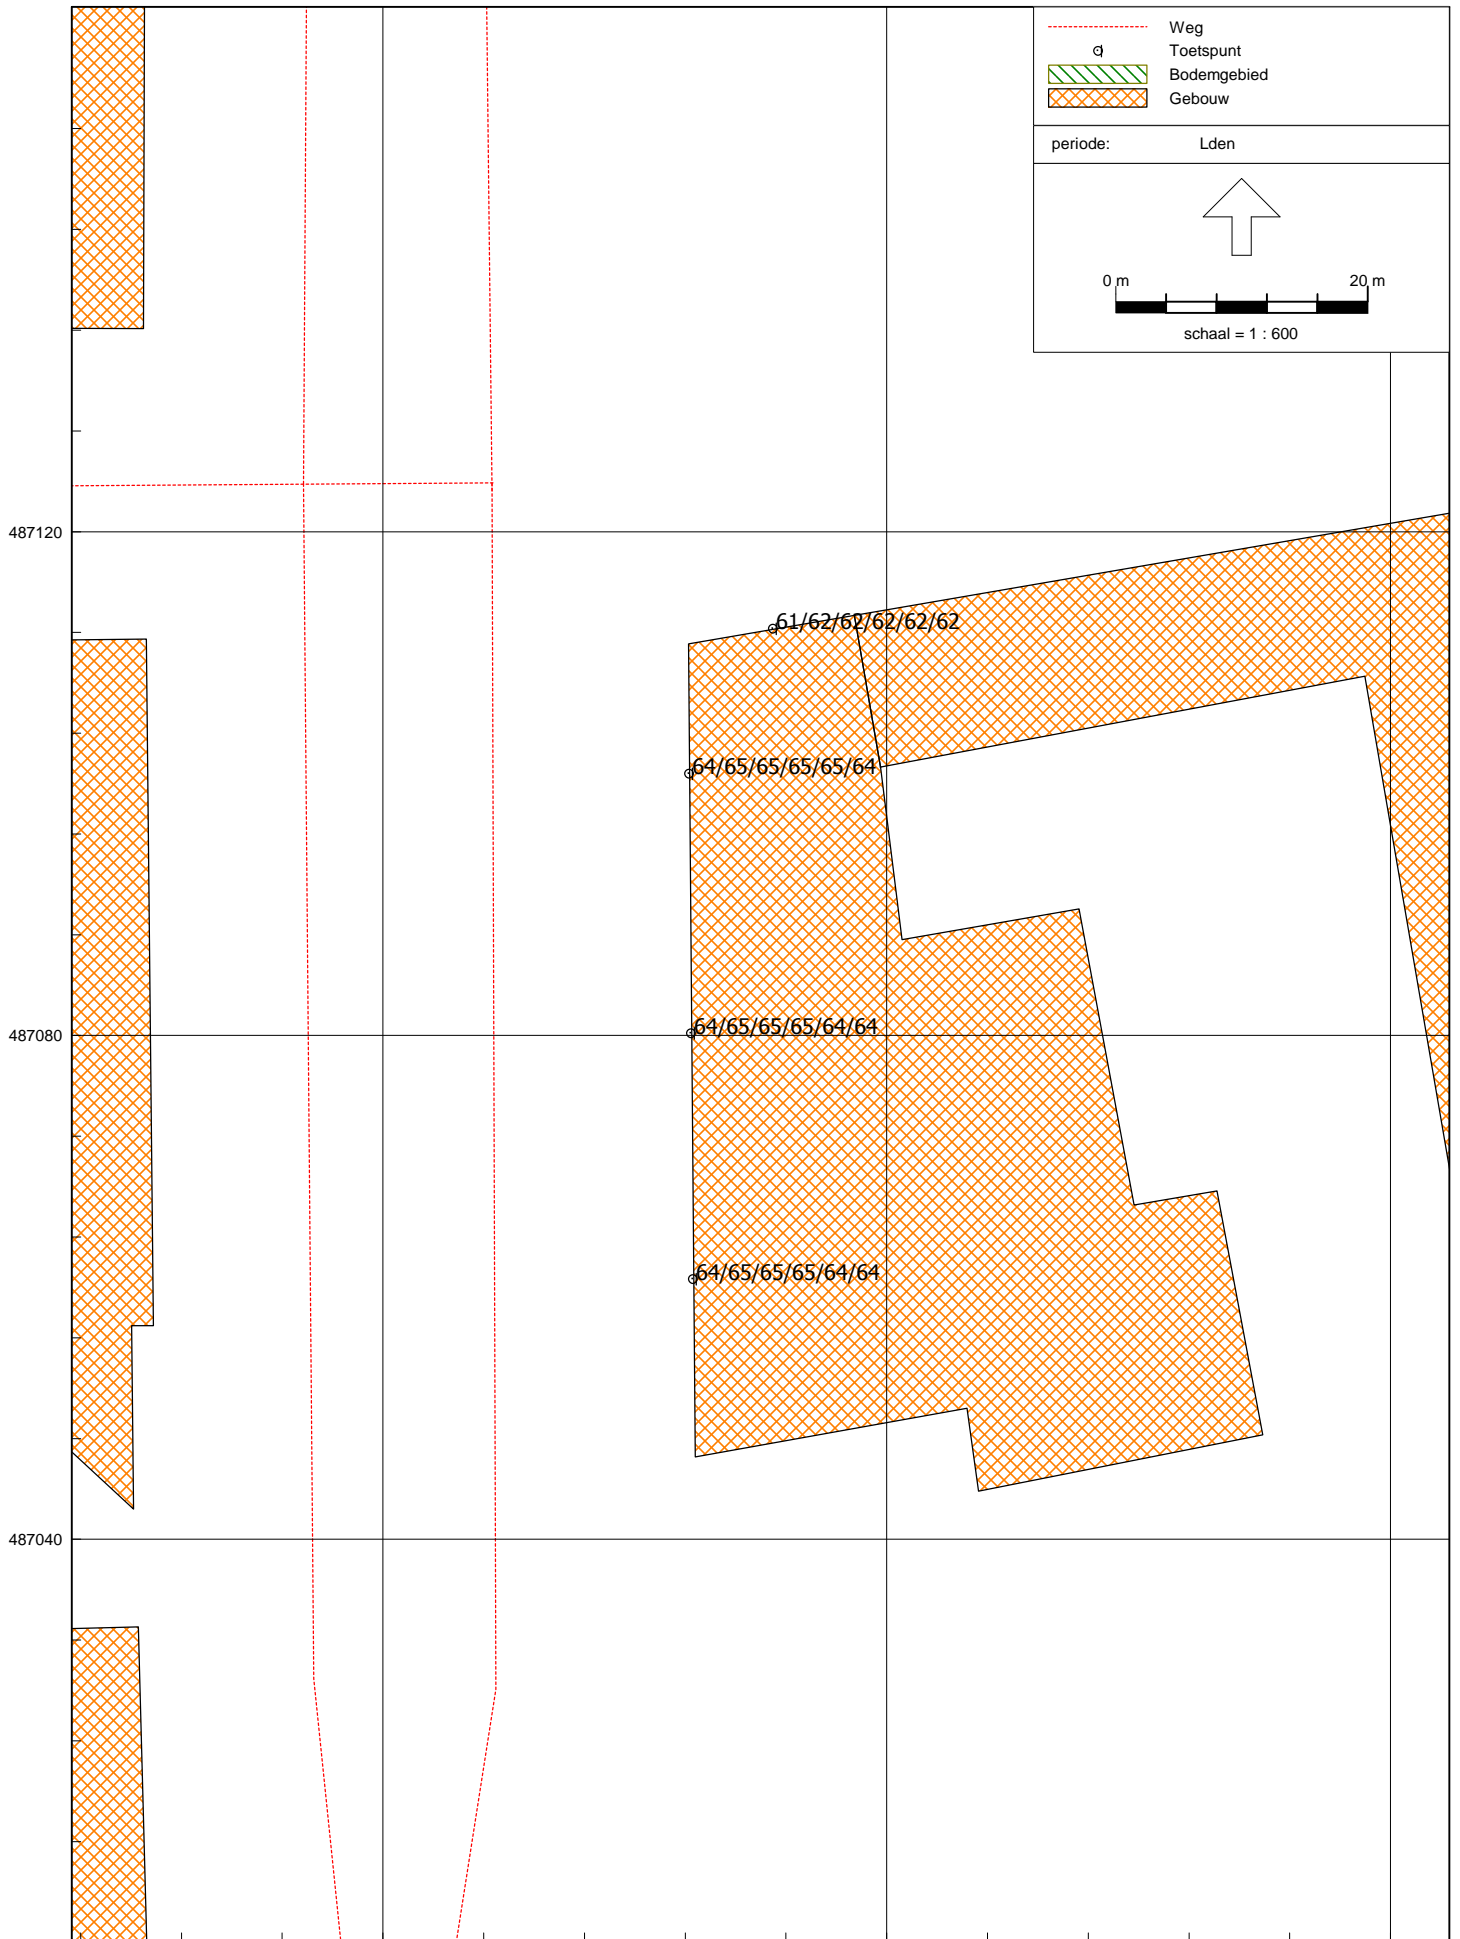 Weg
Toetspunt
Bodemgebied
Gebouw
periode: Lden
0 m 20 m
schaal = 1 : 600
487120
61/62/62/62/62/62
64/65/65/65/65/64
487080
64/65/65/65/64/64
64/65/65/65/64/64
487040